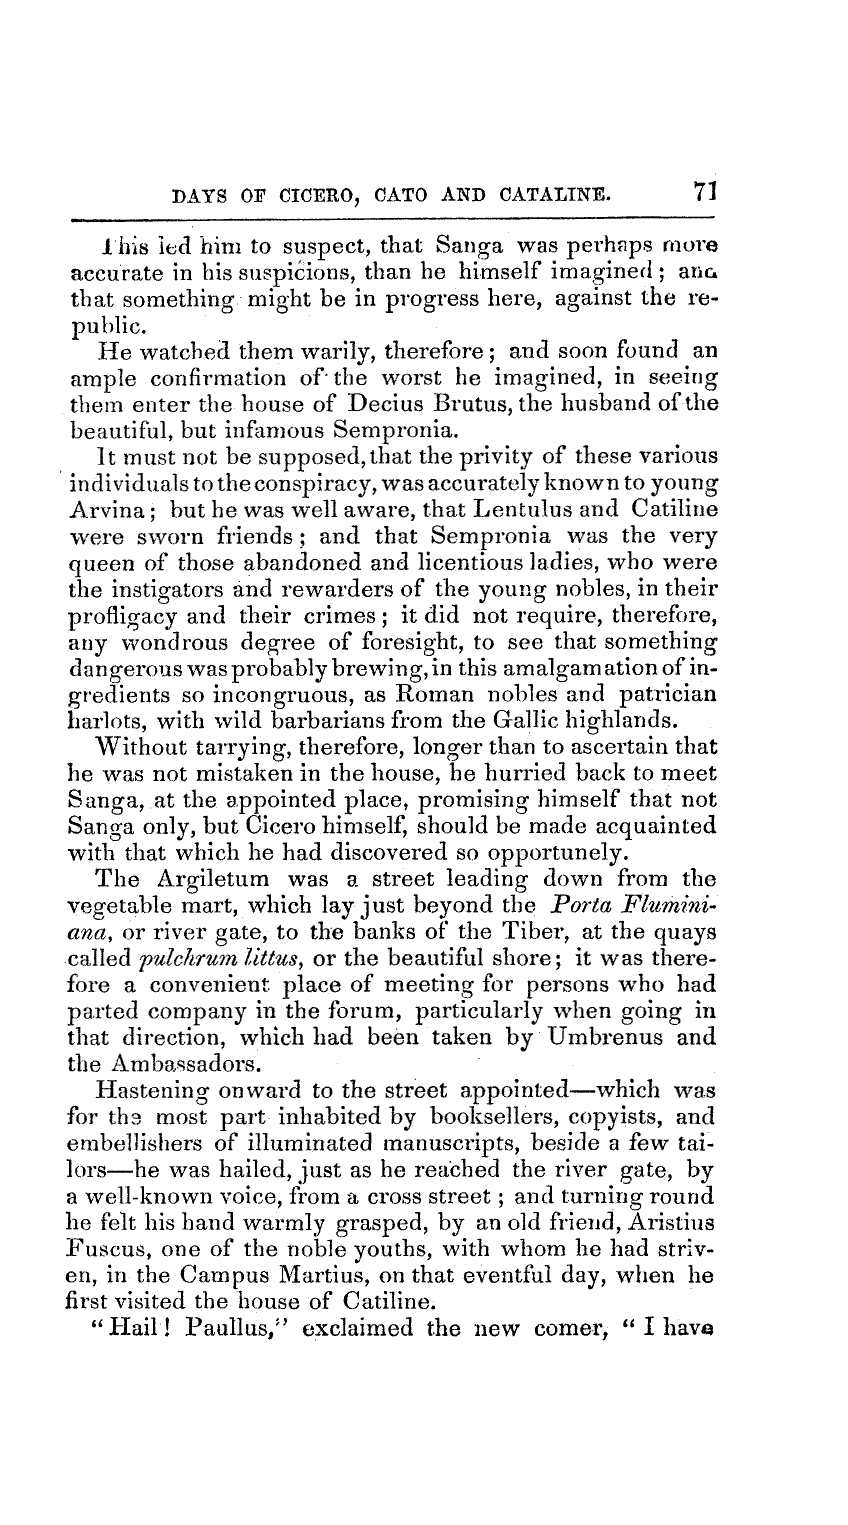 DAYS OF CICERO, CATO AND CATALINE. 71
This led him to suspect, that Sanga was perhaps more
accurate in his suspicions, than he himself imagined; and
that something might be in progress here, against the re-
public.
He watched them warily, therefore; and soon found an
ample confirmation of the worst he imagined, in seeing
them enter the house of Decius Brutus, the husband of the
beautiful, but infamous Sempronia.
It must not be supposed, that the privity of these various
individuals to the conspiracy, was accurately known to young
Arvina; but he was well aware, that Lentulus and Catiline
were sworn friends; and that Sempronia was the very
queen of those abandoned and licentious ladies, who were
the instigators and rewarders of the young nobles, in their
profligacy and their crimes; it did not require, therefore,
any wondrous degree of foresight, to see that something
dangerous was probably brewing, in this amalgamation of in-
gredients so incongruous, as Roman nobles and patrician
harlots, with wild barbarians from the Gallic highlands.
Without tarrying, therefore, longer than to ascertain that
he was not mistaken in the house, he hurried back to meet
Sanga, at the appointed place, promising himself that not
Sanga only, but Cicero himself, should be made acquainted
with that which he had discovered so opportunely.
The Argiletum was a street leading down from the
vegetable mart, which lay just beyond the Porta Flumini-
ana, or river gate, to the banks of the Tiber, at the quays
called pulchrum littus, or the beautiful shore; it was there-
fore a convenient place of meeting for persons who had
parted company in the forum, particularly when going in
that direction, which had been taken by Umbrenus and
the Ambassadors.
Hastening onward to the street appointed—which was
for the most part inhabited by booksellers, copyists, and
embellishers of illuminated manuscripts, beside a few tai-
lors—he was hailed, just as he reached the river gate, by
a well-known voice, from a cross street; and turning round
he felt his hand warmly grasped, by an old friend, Aristius
Fuscus, one of the noble youths, with whom he had striv-
en, in the Campus Martius, on that eventful day, when he
first visited the house of Catiline.
"Hail! Paullus," exclaimed the new comer, "I have